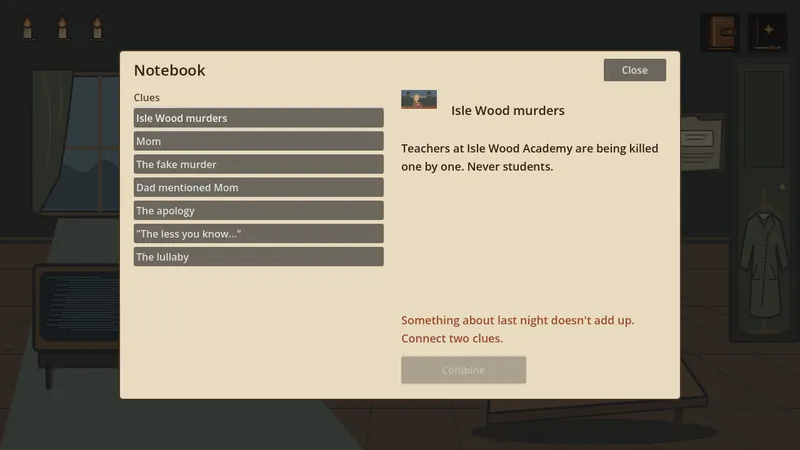 Notebook
Close
Clues
Isle Wood murders
Mom
The fake murder
Dad mentioned Mom
The apology
"The less you know..."
The lullaby
Isle Wood murders
Teachers at Isle Wood Academy are being killed
one by one. Never students.
Something about last night doesn't add up.
Connect two clues.
Combine